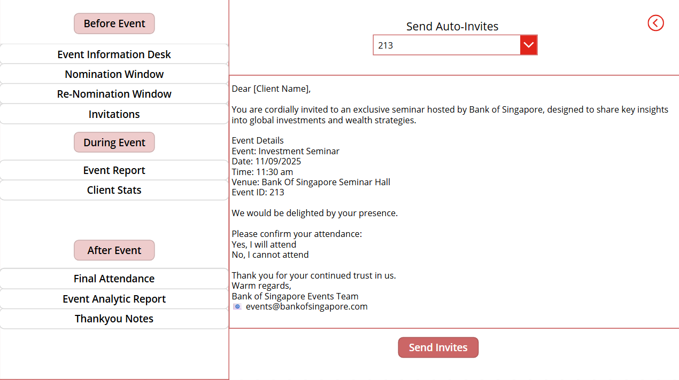 Before Event
Event Information Desk
Nomination Window
Re-Nomination Window
Invitations
During Event
Event Report
Client Stats
After Event
Final Attendance
Event Analytic Report
Thankyou Notes
Send Auto-Invites
213
Dear [Client Name],
You are cordially invited to an exclusive seminar hosted by Bank of Singapore, designed to share key insights
into global investments and wealth strategies.
Event Details
Event: Investment Seminar
Date: 11/09/2025
Time: 11:30 am
Venue: Bank Of Singapore Seminar Hall
Event ID: 213
We would be delighted by your presence.
Please confirm your attendance:
Yes, I will attend
No, I cannot attend
Thank you for your continued trust in us.
Warm regards,
Bank of Singapore Events Team
events@bankofsingapore.com
Send Invites